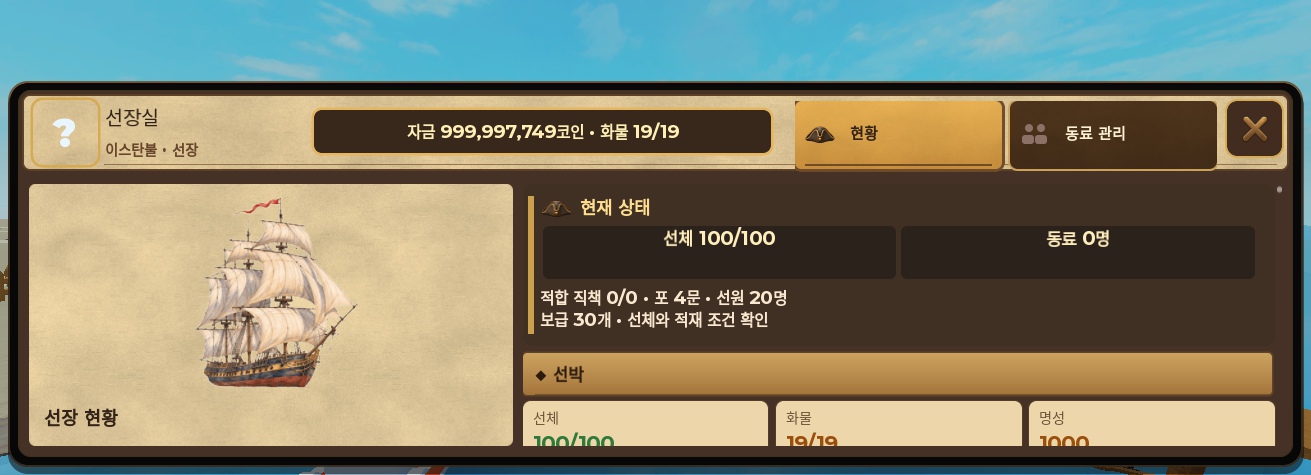 ?
선장실
이스탄불 • 선장
자금 999,997,749코인 • 화물 19/19
현황
동료 관리
현재 상태
선체 100/100
동료 0명
적합 직책 0/0 • 포 4문 • 선원 20명
보급 30개 • 선체와 적재 조건 확인
선장 현황
◆ 선박
선체
100/100
화물
19/19
명성
1000